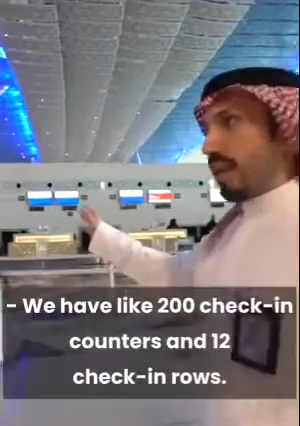 - We have like 200 check-in
counters and 12
check-in rows.